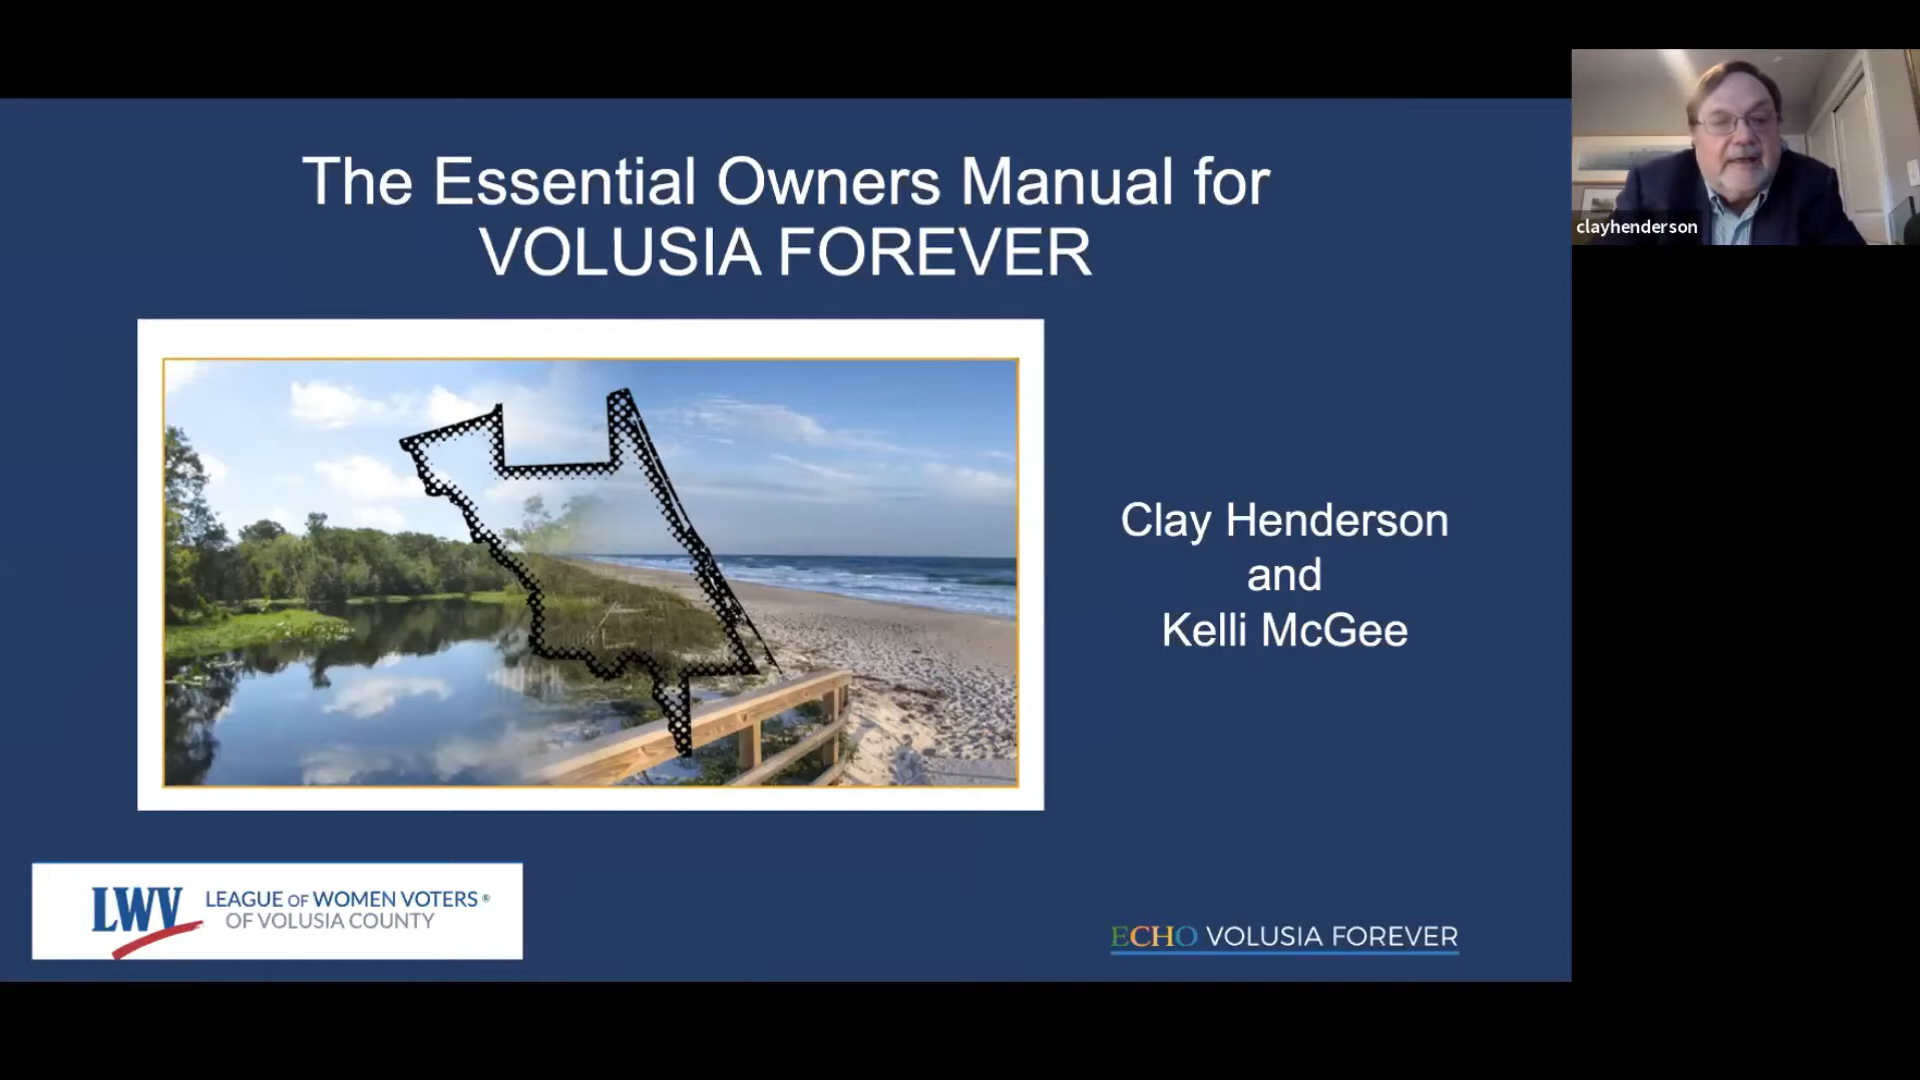 The Essential Owners Manual for
VOLUSIA FOREVER
clayhenderson
Clay Henderson
and
Kelli McGee
LWV
LEAGUE OF WOMEN VOTERS®
OF VOLUSIA COUNTY
ECHO VOLUSIA FOREVER